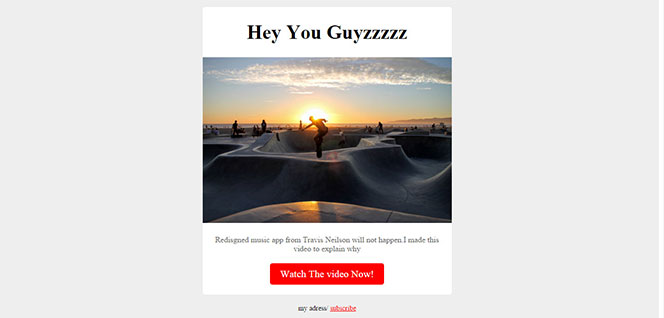 Hey You Guyzzzzz
Redisgned music app from Travis Neilson will not happen.I made this
video to explain why
Watch The video Now!
my adress/ subscribe